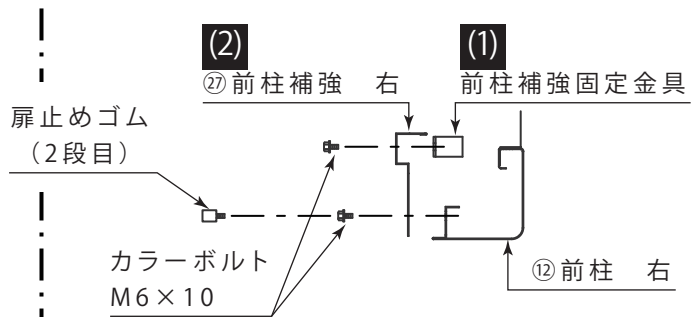 (2)
(1)
㉗前柱補強　右
前柱補強固定金具
扉止めゴム
（2段目）
カラーボルト
M6×10
⑫前柱　右